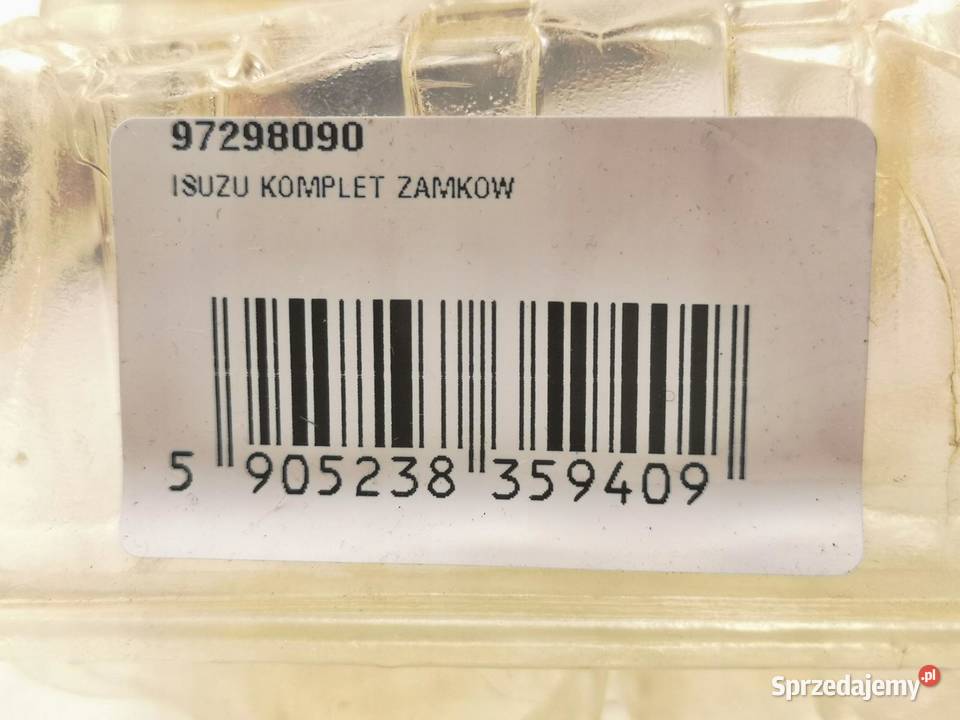 97298090
ISUZU KOMPLET ZAMKOW
5 905238 359409
Sprzedajemy.pl